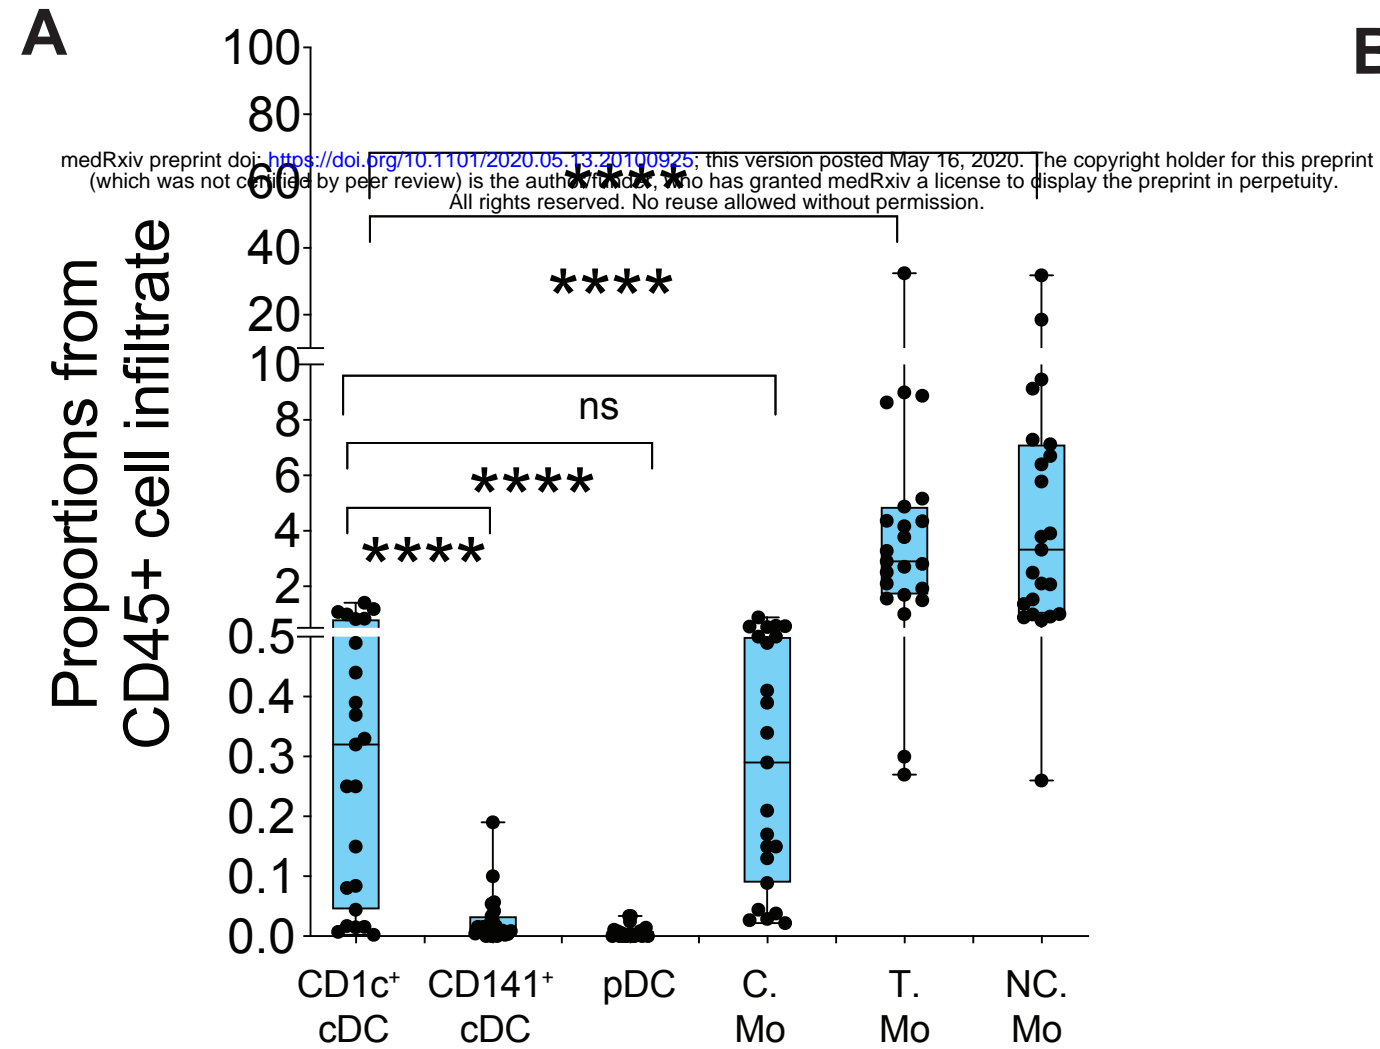 A
B
100
80
medRxiv preprint doi: https://doi.org/10.1101/2020.05.13.20100925; this version posted May 16, 2020. The copyright holder for this preprint
60
(which was not certified by peer review) is the author/funder, who has granted medRxiv a license to display the preprint in perpetuity.
****
All rights reserved. No reuse allowed without permission.
40
****
20
10
ns
8
6
****
4
****
2
0.5
0.4
0.3
0.2
0.1
0.0
Proportions from
CD45+ cell infiltrate
CD1c+ cDC
CD141+ cDC
pDC
C. Mo
T. Mo
NC. Mo